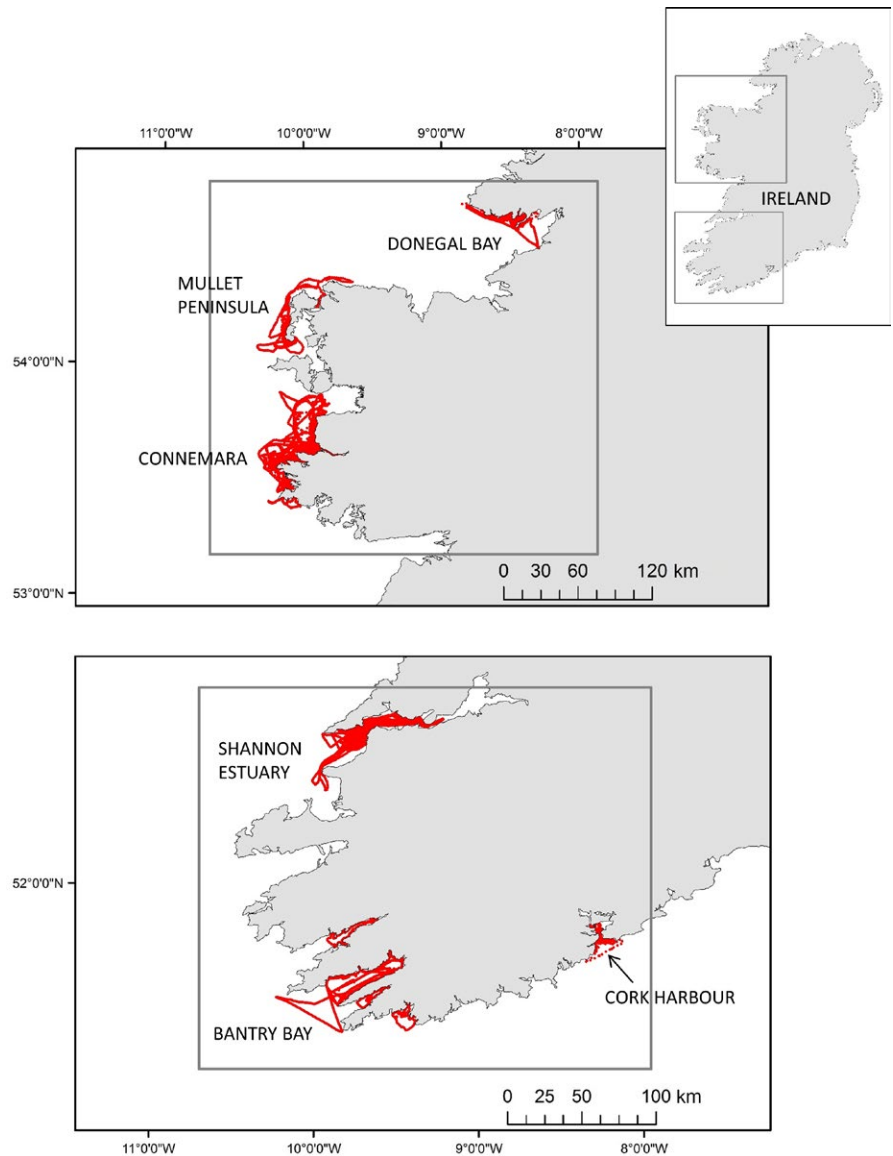 11°0'0"W
10°0'0"W
9°0'0"W
8°0'0"W
IRELAND
DONEGAL BAY
MULLET
PENINSULA
54°0'0"N
CONNEMARA
0 30 60 120 km
53°0'0"N
SHANNON
ESTUARY
52°0'0"N
CORK HARBOUR
BANTRY BAY
0 25 50 100 km
11°0'0"W
10°0'0"W
9°0'0"W
8°0'0"W